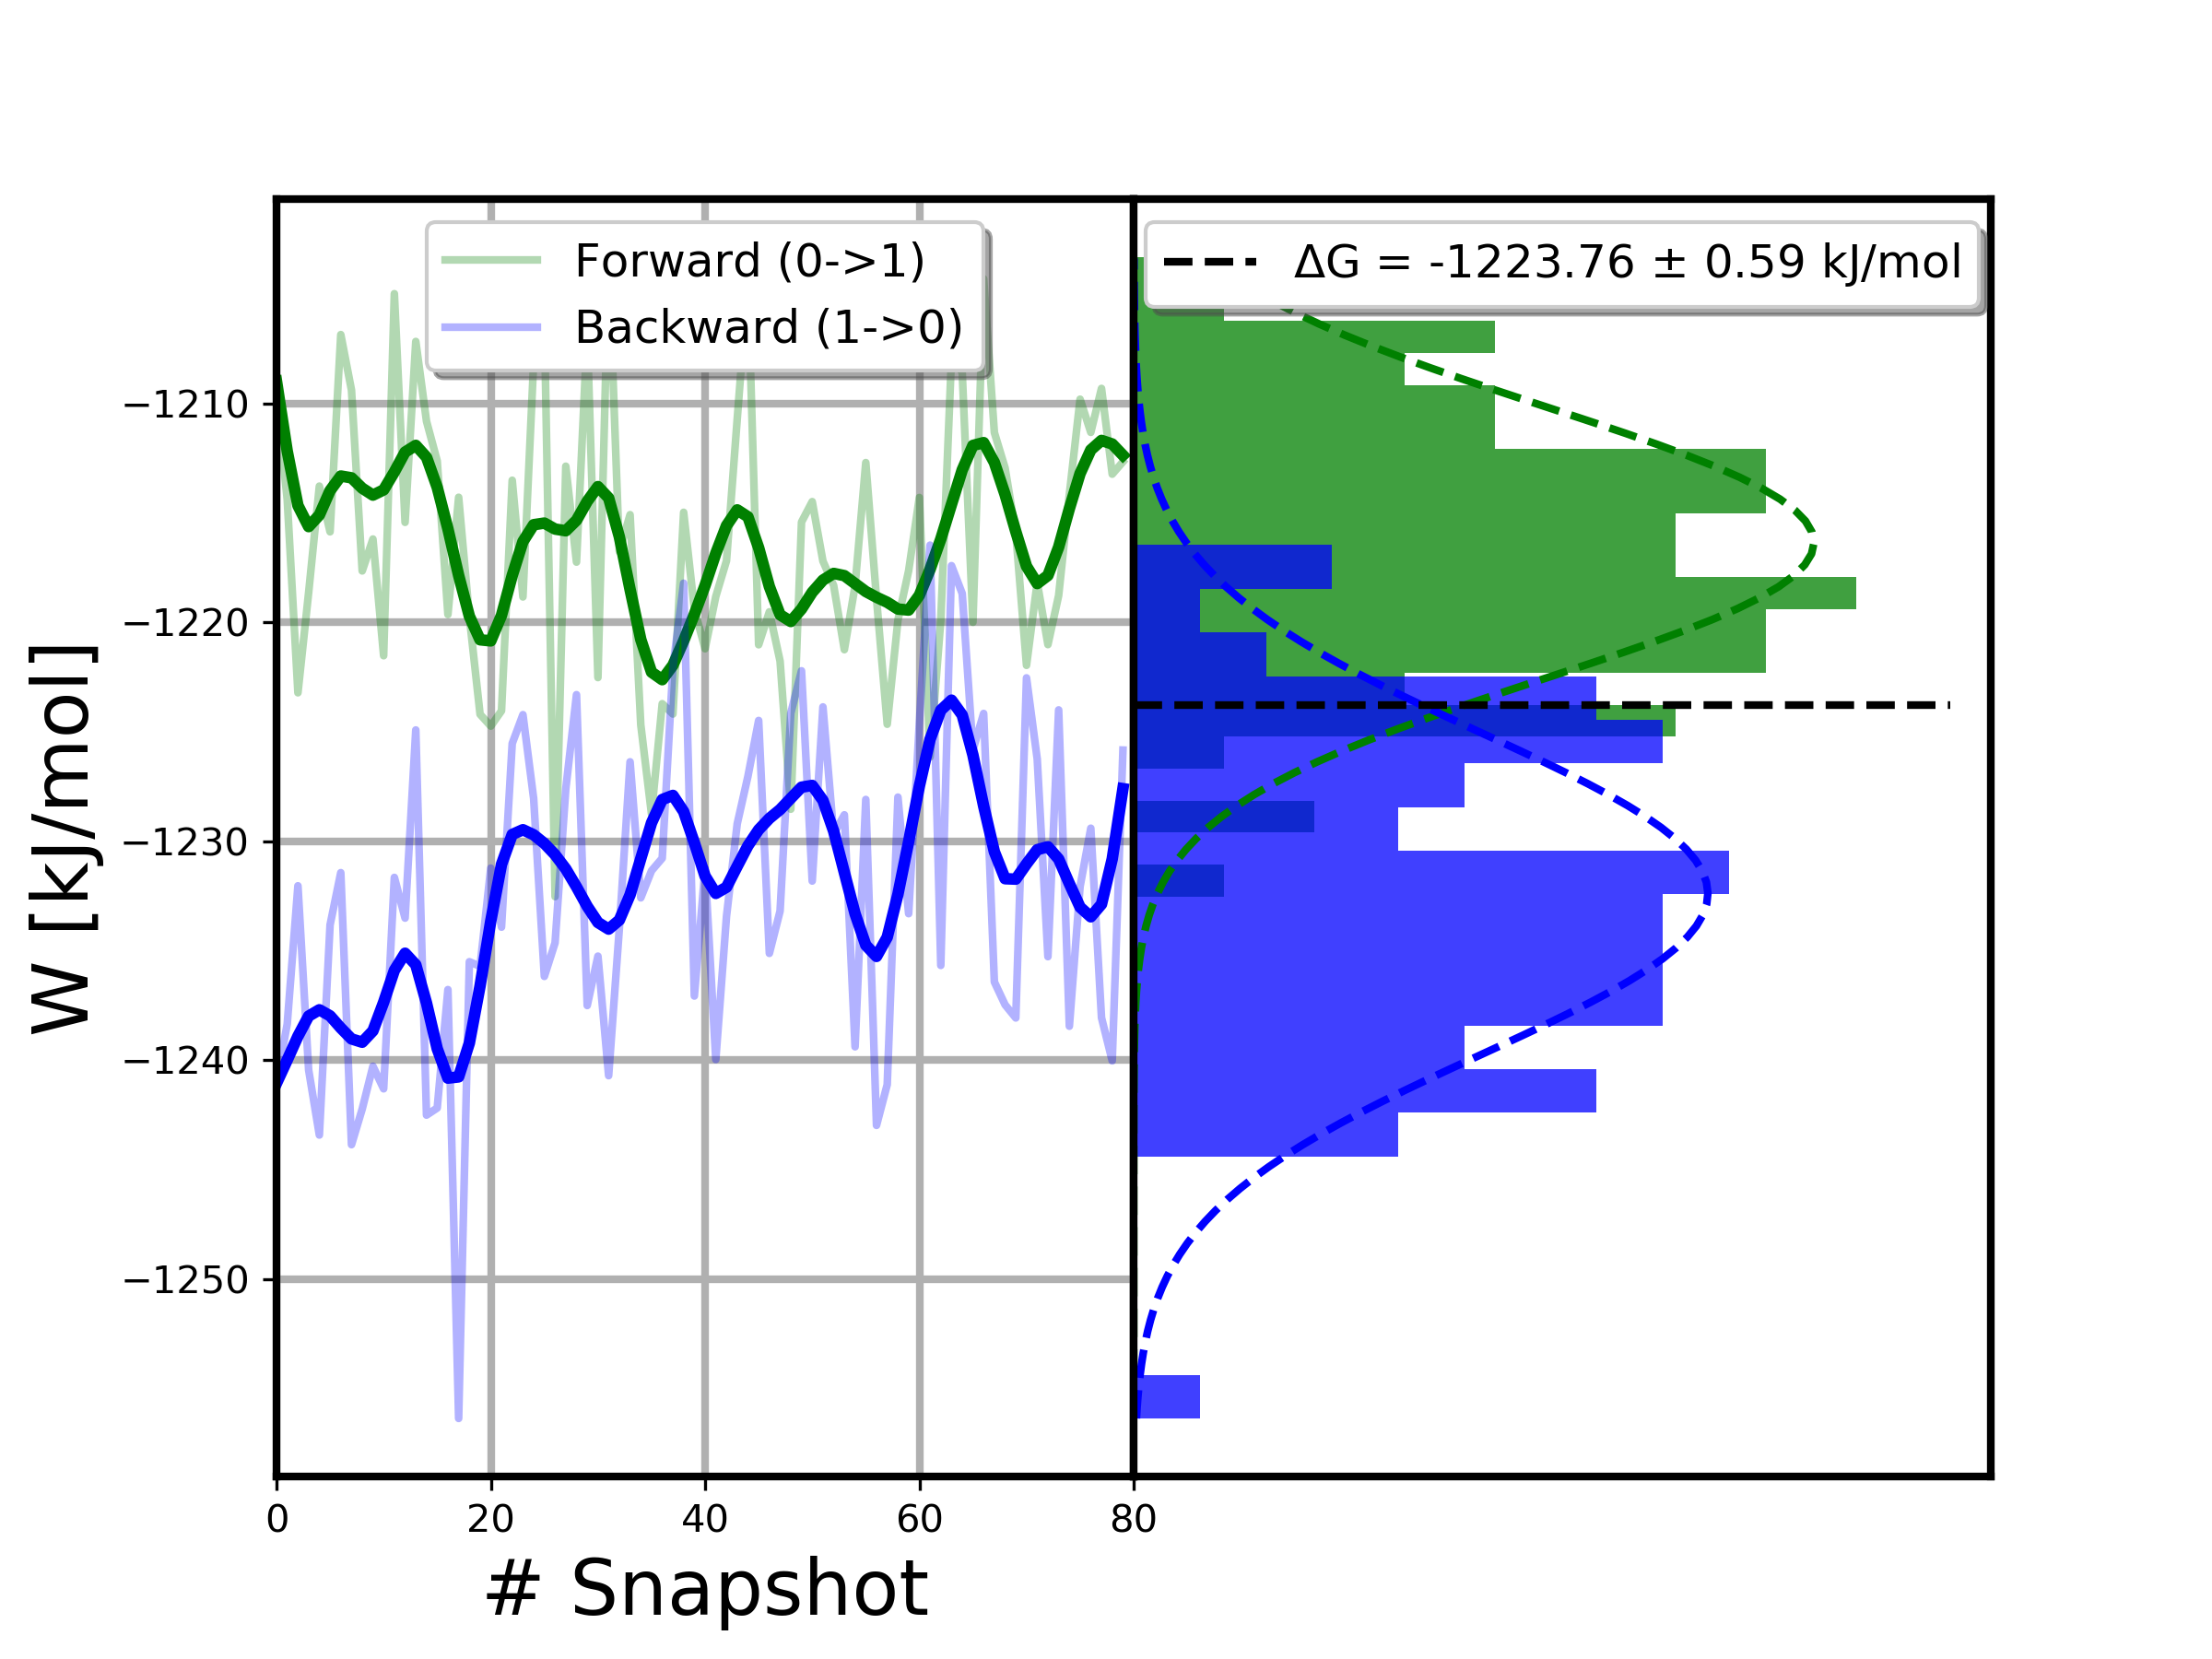 Forward (0->1)
Backward (1->0)
ΔG = -1223.76 ± 0.59 kJ/mol
W [kJ/mol]
−1210
−1220
−1230
−1240
−1250
0 20 40 60 80
# Snapshot